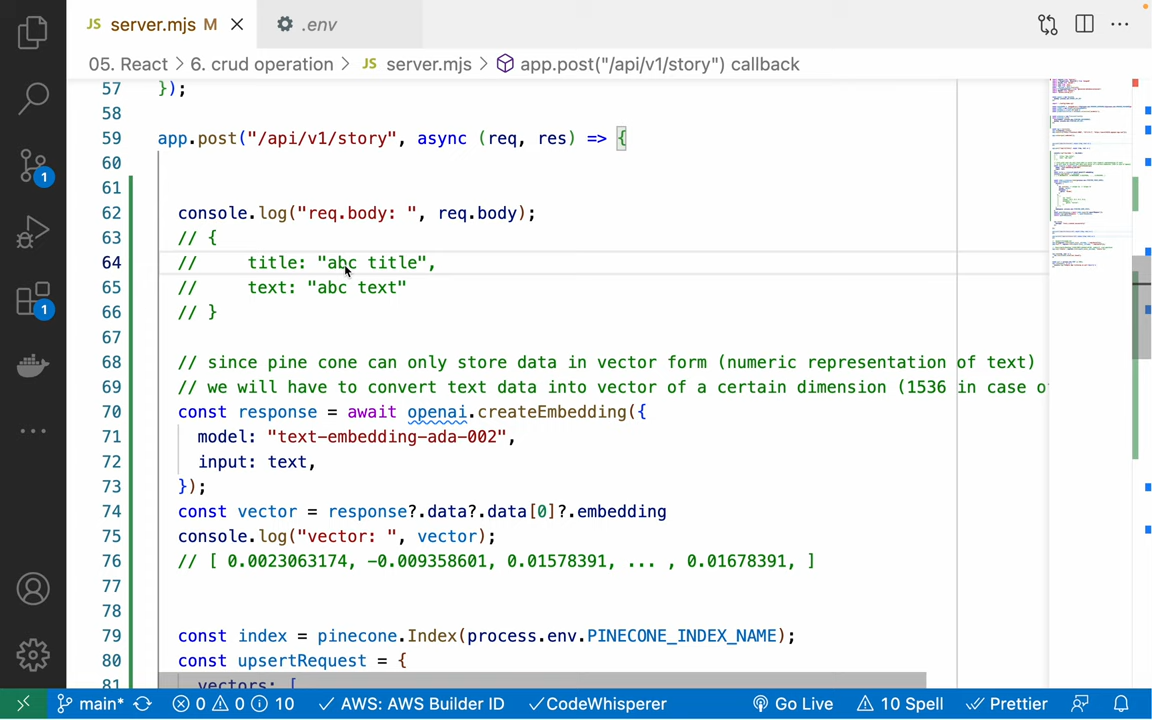 JS server.mjs M
.env
05. React > 6. crud operation > JS server.mjs > app.post("/api/v1/story") callback
57 });
58
59 app.post("/api/v1/story", async (req, res) => {
60
61
62 console.log("req.body: ", req.body);
63 // {
64 // title: "abc title",
65 // text: "abc text"
66 // }
67
68 // since pine cone can only store data in vector form (numeric representation of text)
69 // we will have to convert text data into vector of a certain dimension (1536 in case o
70 const response = await openai.createEmbedding({
71 model: "text-embedding-ada-002",
72 input: text,
73 });
74 const vector = response?.data?.data[0]?.embedding
75 console.log("vector: ", vector);
76 // [ 0.0023063174, -0.009358601, 0.01578391, ... , 0.01678391, ]
77
78
79 const index = pinecone.Index(process.env.PINECONE_INDEX_NAME);
80 const upsertRequest = {
81 vectors: [
1
1
main* 0 0 10 AWS: AWS Builder ID CodeWhisperer Go Live 10 Spell Prettier